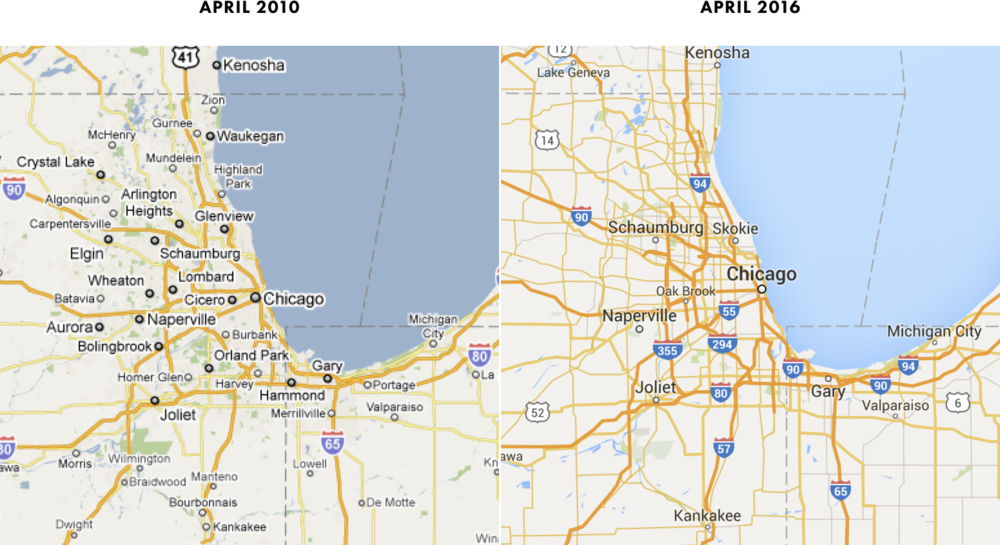 APRIL 2010
41
Kenosha
Zion
Gurnee
Waukegan
McHenry
Mundelein
Crystal Lake
Highland
Park
90
Algonquin
Arlington
Heights
Carpentersville
Glenview
Elgin
Schaumburg
Wheaton
Lombard
Batavia
Cicero
Chicago
Aurora
Naperville
Michigan
City
Burbank
Bolingbrook
80
Orland Park
Homer Glen
Harvey
Gary
La
Portage
Hammond
Joliet
Merrillville
Valparaiso
80
65
awa
Morris
Wilmington
Lowell
Kn
Braidwood
Manteno
Bourbonnais
De Motte
Dwight
Kankakee
Win
APRIL 2016
12
Kenosha
Lake Geneva
14
94
90
Schaumburg
Skokie
Chicago
Oak Brook
55
Naperville
Michigan City
355
294
90
94
Joliet
80
Gary
90
52
Valparaiso
6
57
awa
65
Kankakee